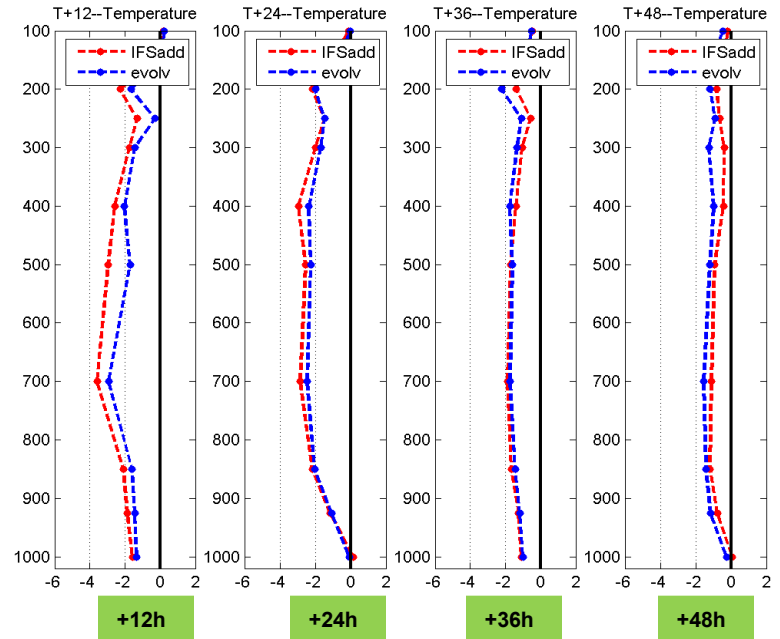 T+12--Temperature
100
200
300
400
500
600
700
800
900
1000
-6 -4 -2 0 2
IFSadd
evolv
+12h
T+24--Temperature
100
200
300
400
500
600
700
800
900
1000
-6 -4 -2 0 2
IFSadd
evolv
+24h
T+36--Temperature
100
200
300
400
500
600
700
800
900
1000
-6 -4 -2 0 2
IFSadd
evolv
+36h
T+48--Temperature
100
200
300
400
500
600
700
800
900
1000
-6 -4 -2 0 2
IFSadd
evolv
+48h